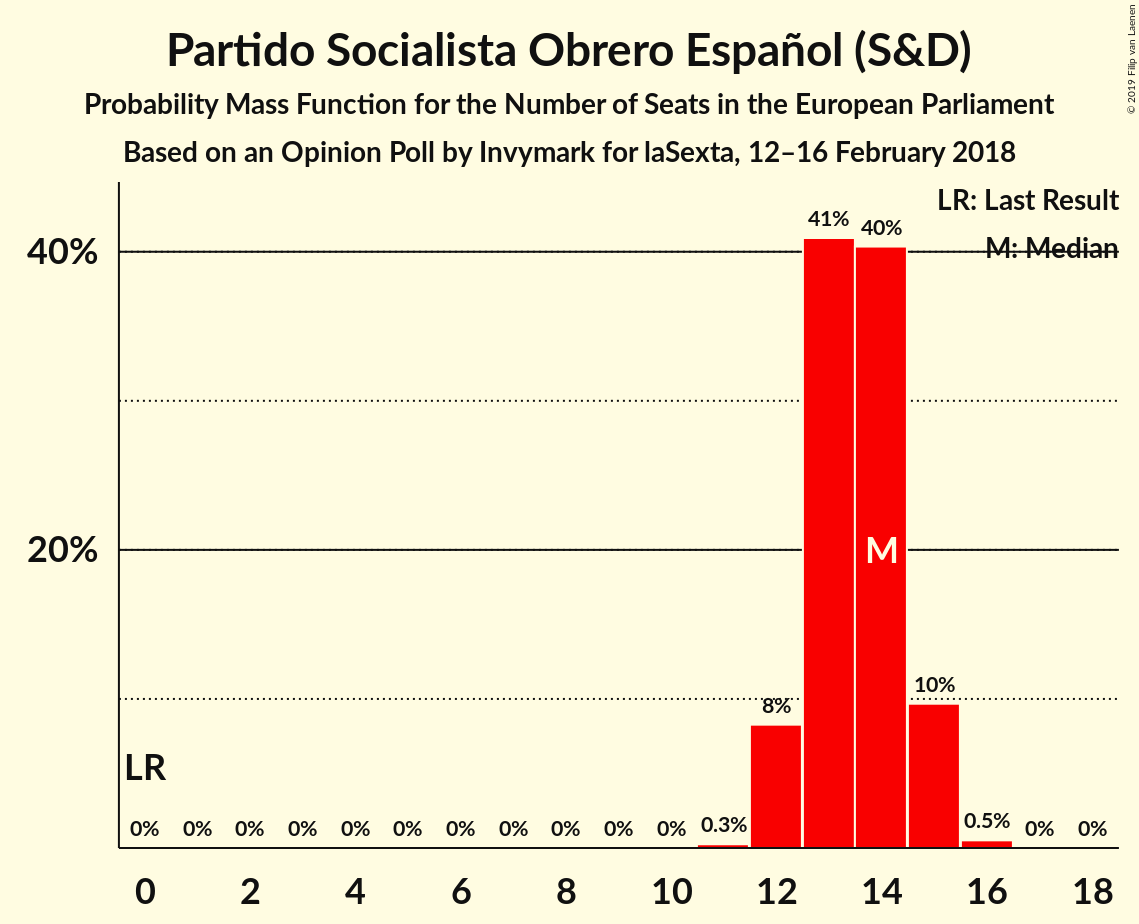 Partido Socialista Obrero Español (S&D)
Probability Mass Function for the Number of Seats in the European Parliament
Based on an Opinion Poll by Invymark for laSexta, 12–16 February 2018
© 2019 Filip van Laenen
LR: Last Result
M: Median
40%
20%
41%
40%
M
10%
8%
LR
0% 0% 0% 0% 0% 0% 0% 0% 0% 0% 0% 0.3% 0.5% 0% 0%
0 2 4 6 8 10 12 14 16 18